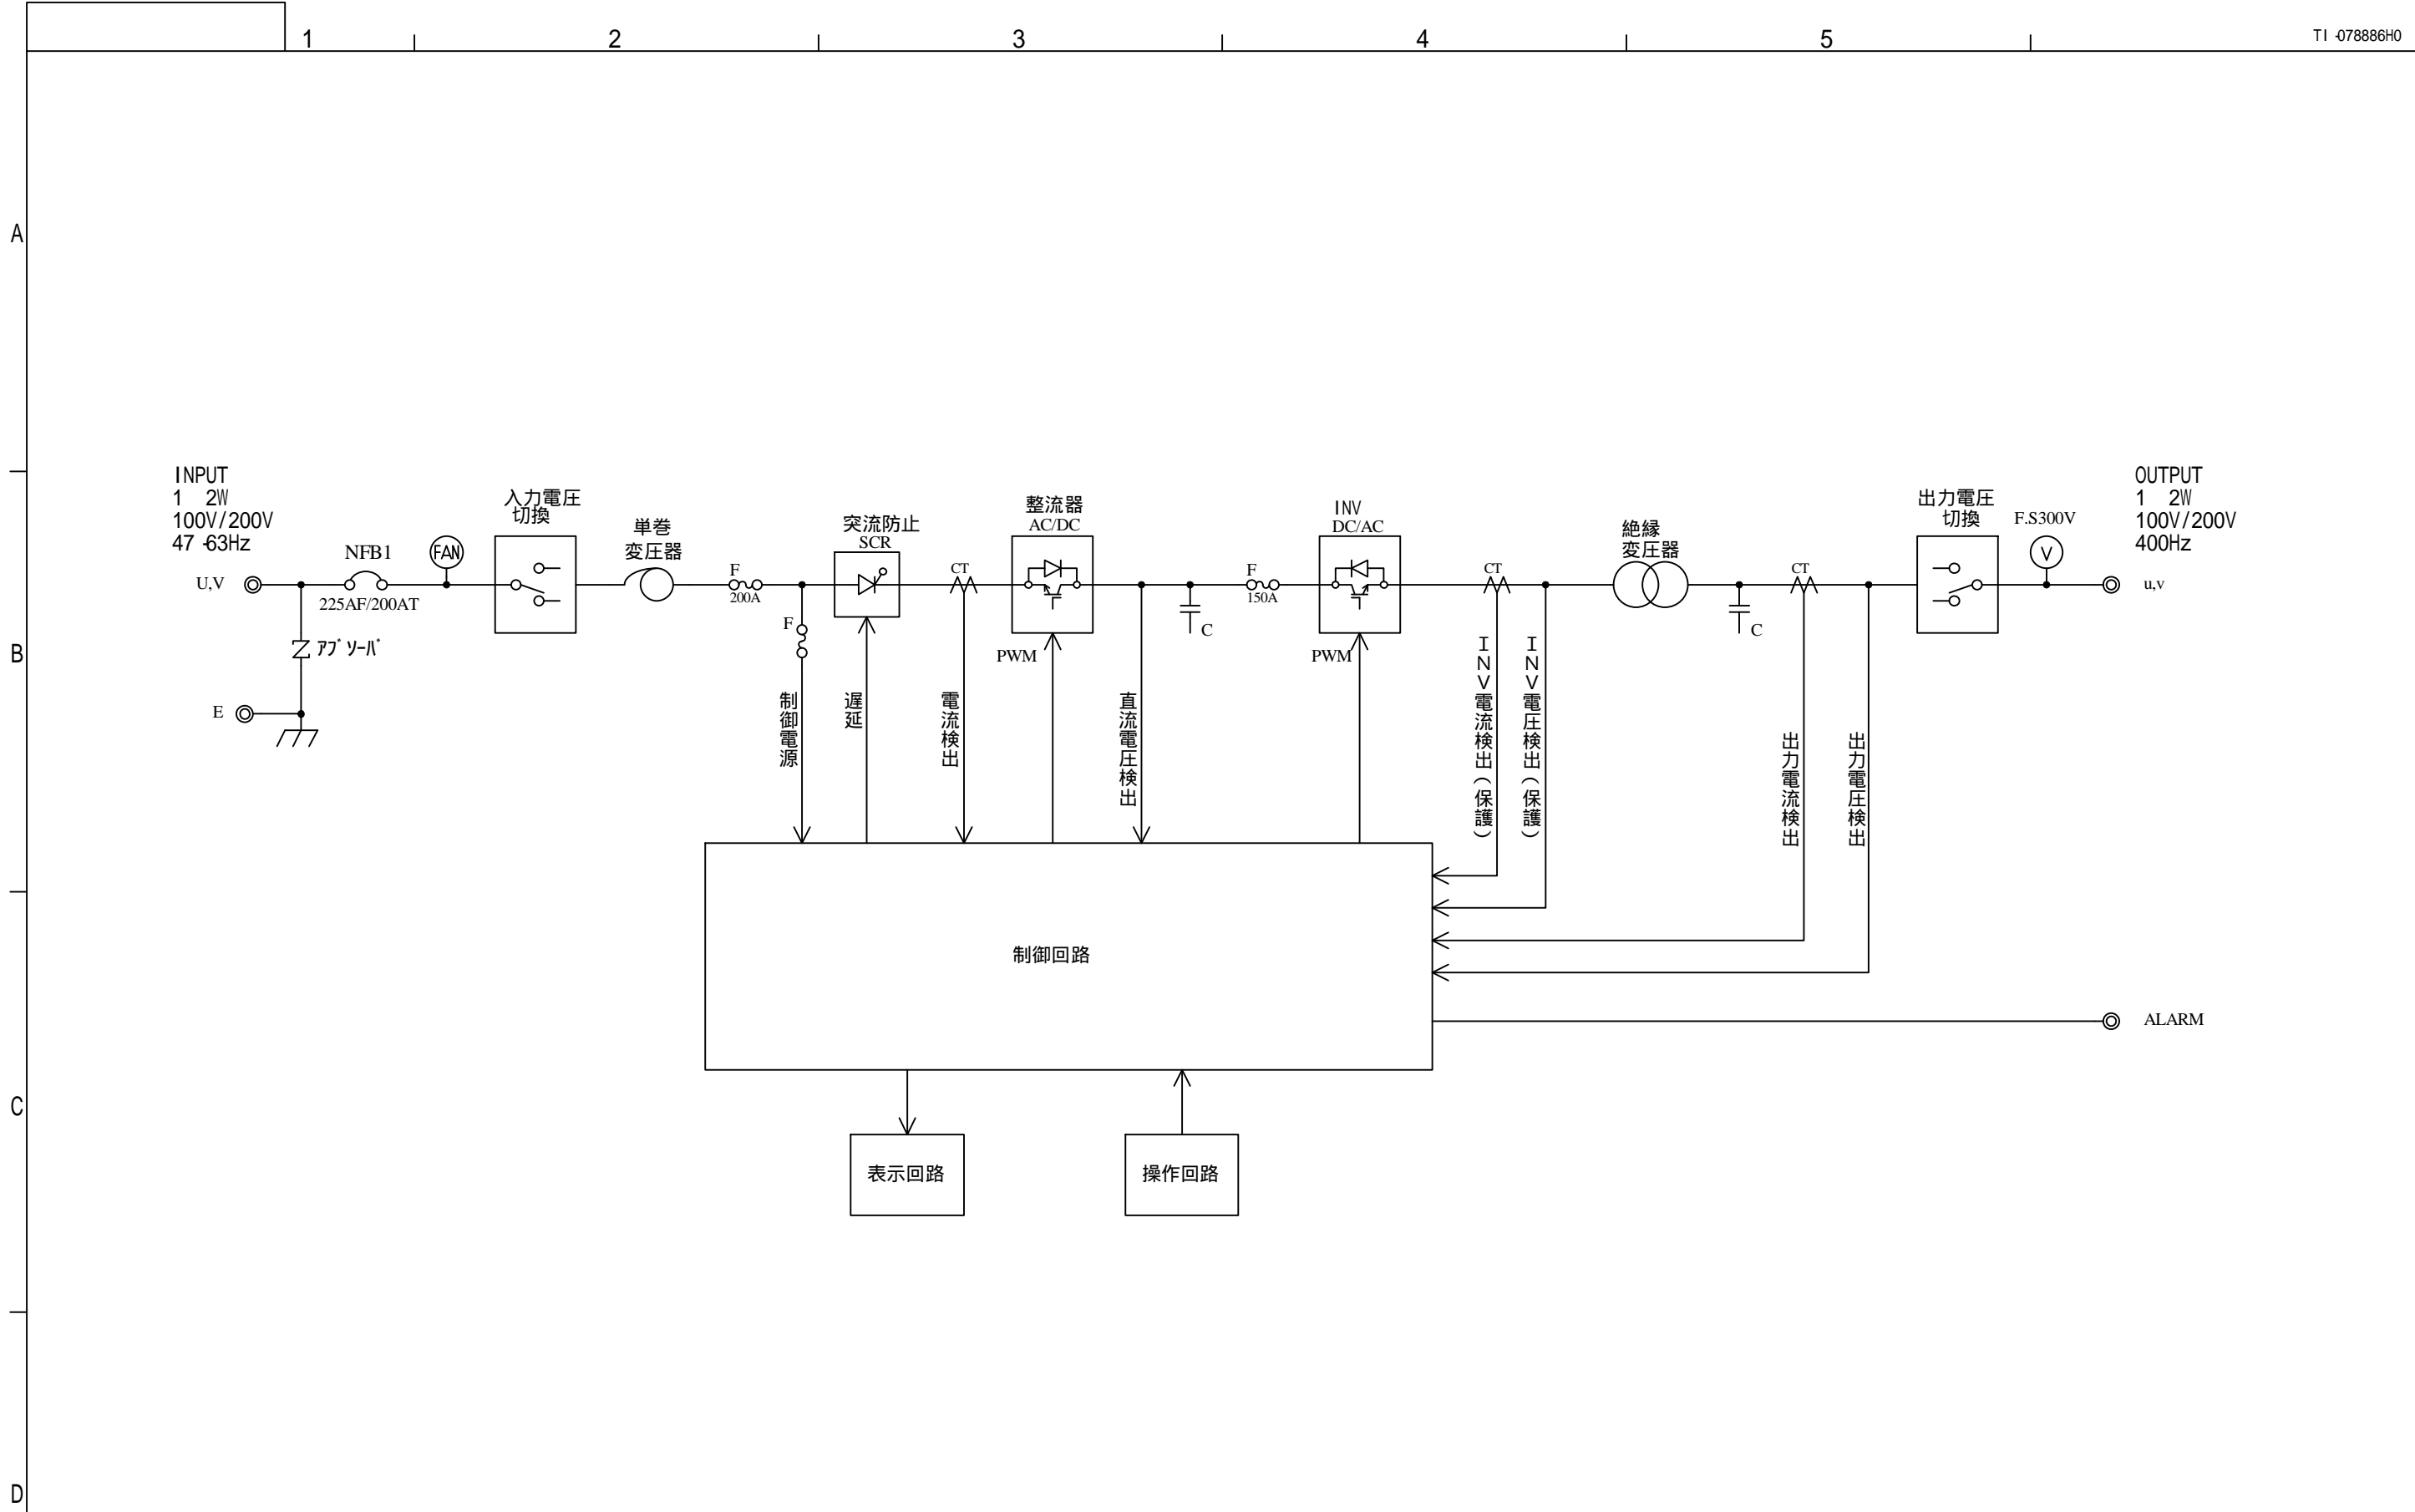 1
2
3
4
5
TI-078886H0
A
B
C
D
INPUT
1 2W
100V/200V
47-63Hz
U,V
NFB1
225AF/200AT
FAN
アブソーバ
E
入力電圧
切換
単巻
変圧器
F
200A
F
突流防止
SCR
CT
整流器
AC/DC
PWM
C
F
150A
INV
DC/AC
PWM
CT
絶縁
変圧器
C
CT
出力電圧
切換
F.S300V
V
OUTPUT
1 2W
100V/200V
400Hz
u,v
制御電源
遅延
電流検出
直流電圧検出
INV電流検出(保護)
INV電圧検出(保護)
出力電流検出
出力電圧検出
制御回路
ALARM
表示回路
操作回路